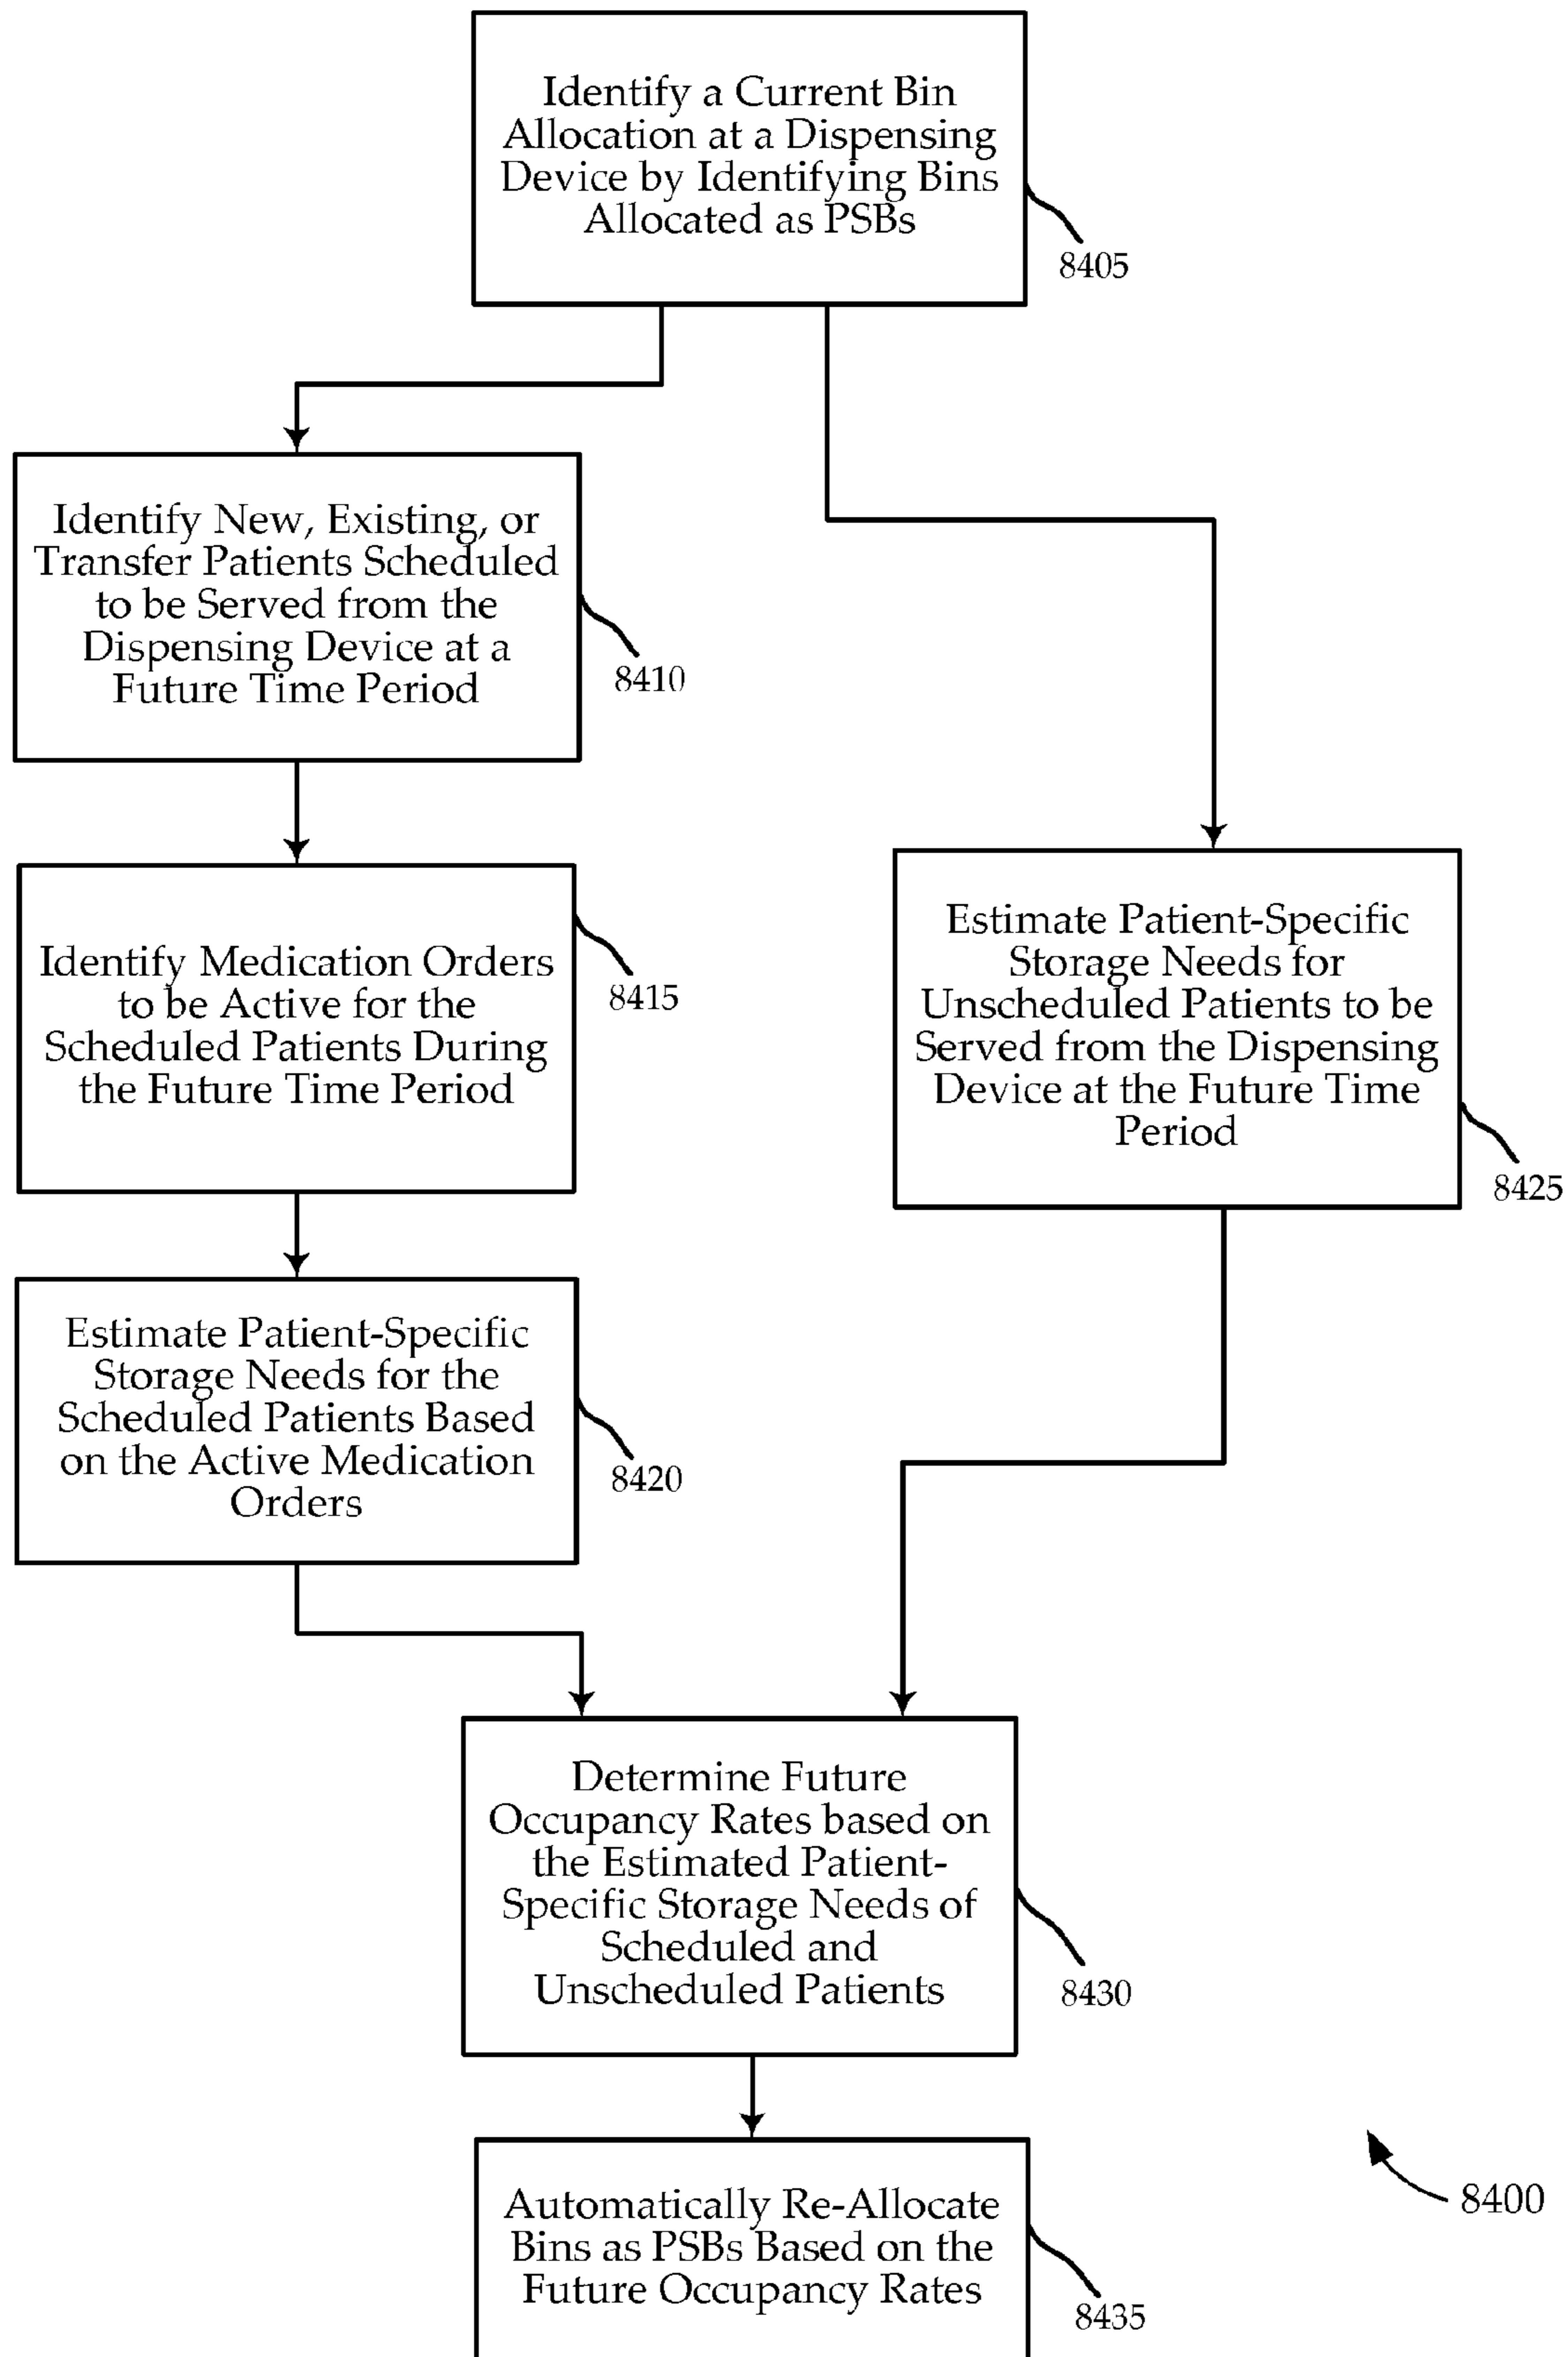 Identify a Current Bin
Allocation at a Dispensing
Device by Identifying Bins
Allocated as PSBs
8405
Identify New, Existing, or
Transfer Patients Scheduled
to be Served from the
Dispensing Device at a
Future Time Period
8410
Identify Medication Orders
to be Active for the
Scheduled Patients During
the Future Time Period
8415
Estimate Patient-Specific
Storage Needs for
Unscheduled Patients to be
Served from the Dispensing
Device at the Future Time
Period
8425
Estimate Patient-Specific
Storage Needs for the
Scheduled Patients Based
on the Active Medication
Orders
8420
Determine Future
Occupancy Rates based on
the Estimated Patient-
Specific Storage Needs of
Scheduled and
Unscheduled Patients
8430
Automatically Re-Allocate
Bins as PSBs Based on the
Future Occupancy Rates
8435
8400